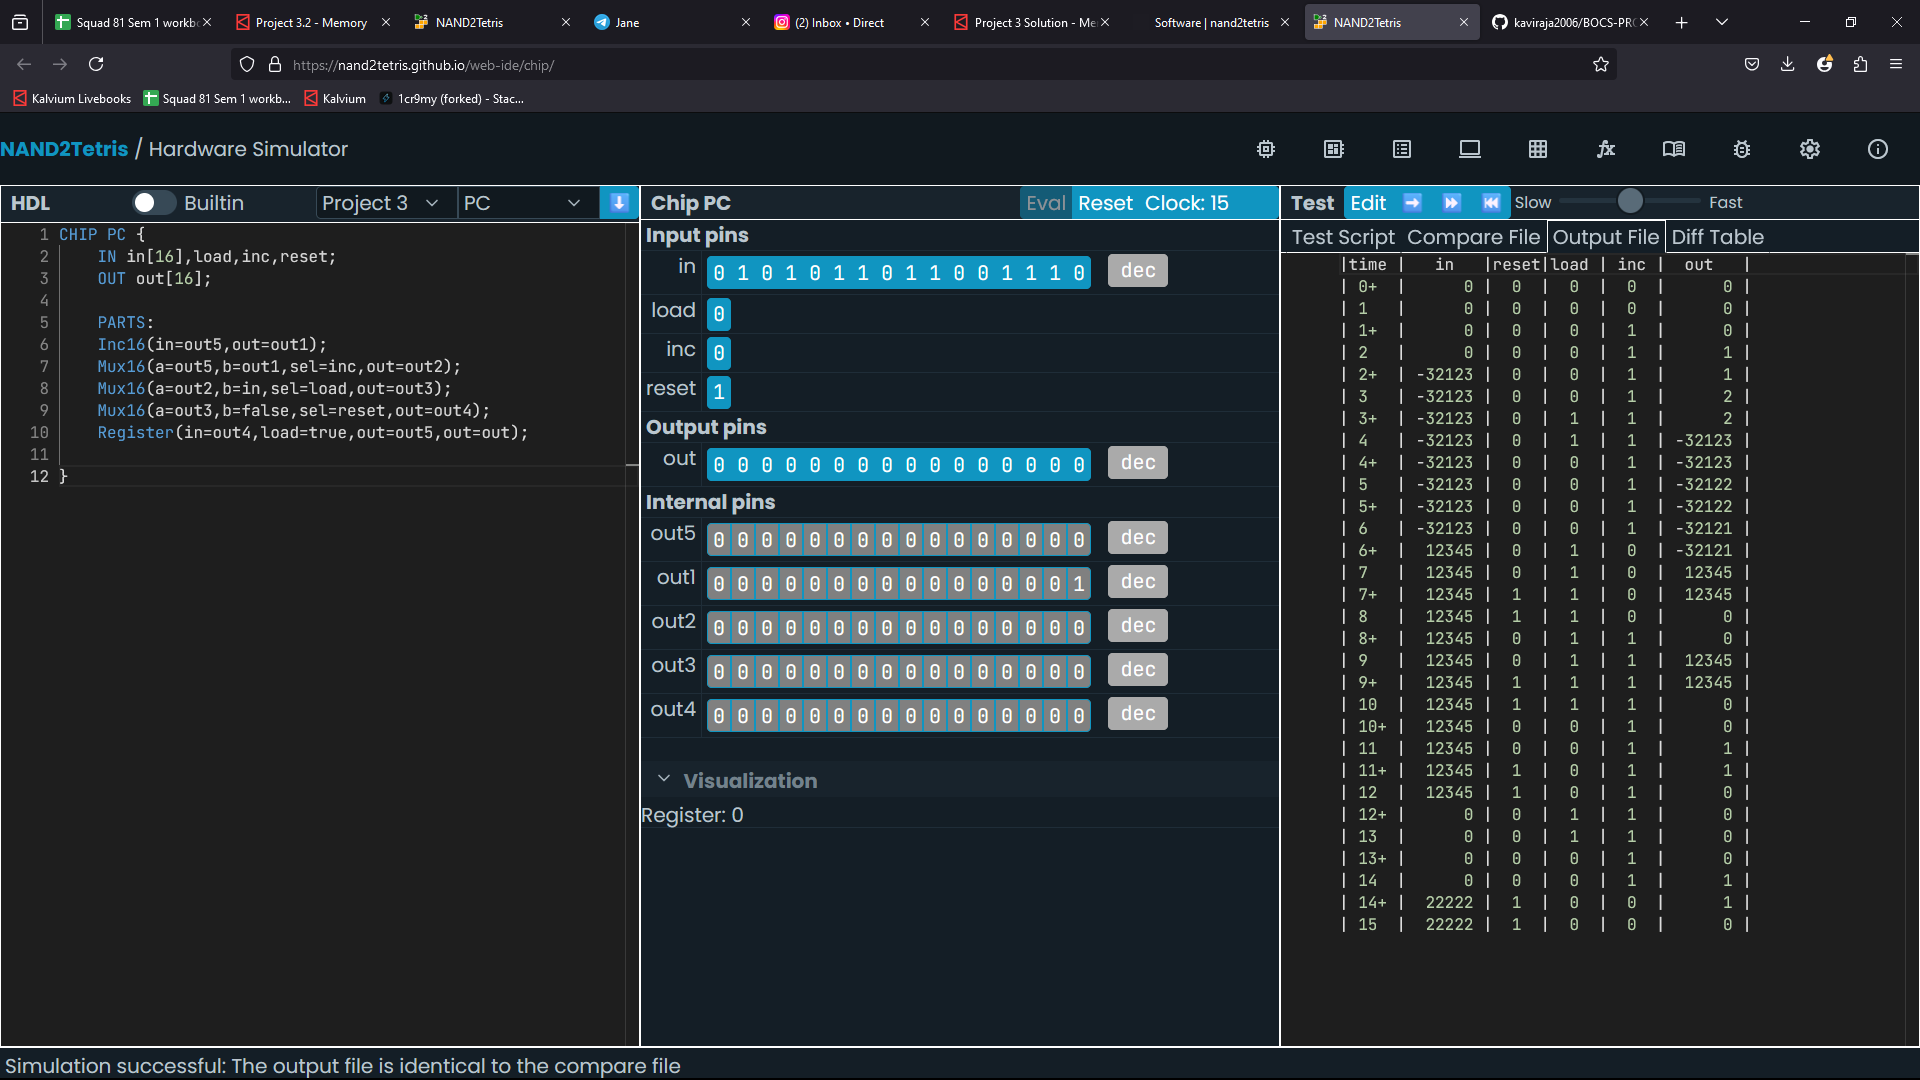 Squad 81 Sem 1 workbo
Project 3.2 - Memory
NAND2Tetris
Jane
(2) Inbox • Direct
Project 3 Solution - Me
Software | nand2tetris
NAND2Tetris
kaviraja2006/BOCS-PRO
https://nand2tetris.github.io/web-ide/chip/
Kalvium Livebooks
Squad 81 Sem 1 workb...
Kalvium
1cr9my (forked) - Stac...
NAND2Tetris / Hardware Simulator
HDL Builtin Project 3 PC
1 CHIP PC {
2 IN in[16],load,inc,reset;
3 OUT out[16];
4
5 PARTS:
6 Inc16(in=out5,out=out1);
7 Mux16(a=out5,b=out1,sel=inc,out=out2);
8 Mux16(a=out2,b=in,sel=load,out=out3);
9 Mux16(a=out3,b=false,sel=reset,out=out4);
10 Register(in=out4,load=true,out=out5,out=out);
11
12 }
Chip PC Eval Reset Clock: 15
Input pins
in 0 1 0 1 0 1 1 0 1 1 0 0 1 1 1 0 dec
load 0
inc 0
reset 1
Output pins
out 0 0 0 0 0 0 0 0 0 0 0 0 0 0 0 0 dec
Internal pins
out5 0 0 0 0 0 0 0 0 0 0 0 0 0 0 0 0 dec
out1 0 0 0 0 0 0 0 0 0 0 0 0 0 0 0 1 dec
out2 0 0 0 0 0 0 0 0 0 0 0 0 0 0 0 0 dec
out3 0 0 0 0 0 0 0 0 0 0 0 0 0 0 0 0 dec
out4 0 0 0 0 0 0 0 0 0 0 0 0 0 0 0 0 dec
Visualization
Register: 0
Test Edit Slow Fast
Test Script Compare File Output File Diff Table
|time | in |reset|load | inc | out |
| 0+ | 0 | 0 | 0 | 0 | 0 |
| 1 | 0 | 0 | 0 | 0 | 0 |
| 1+ | 0 | 0 | 0 | 1 | 0 |
| 2 | 0 | 0 | 0 | 1 | 1 |
| 2+ | -32123 | 0 | 0 | 1 | 1 |
| 3 | -32123 | 0 | 0 | 1 | 2 |
| 3+ | -32123 | 0 | 1 | 1 | 2 |
| 4 | -32123 | 0 | 1 | 1 | -32123 |
| 4+ | -32123 | 0 | 0 | 1 | -32123 |
| 5 | -32123 | 0 | 0 | 1 | -32122 |
| 5+ | -32123 | 0 | 0 | 1 | -32122 |
| 6 | -32123 | 0 | 0 | 1 | -32121 |
| 6+ | 12345 | 0 | 1 | 0 | -32121 |
| 7 | 12345 | 0 | 1 | 0 | 12345 |
| 7+ | 12345 | 1 | 1 | 0 | 12345 |
| 8 | 12345 | 1 | 1 | 0 | 0 |
| 8+ | 12345 | 0 | 1 | 1 | 0 |
| 9 | 12345 | 0 | 1 | 1 | 12345 |
| 9+ | 12345 | 1 | 1 | 1 | 12345 |
| 10 | 12345 | 1 | 1 | 1 | 0 |
| 10+ | 12345 | 0 | 0 | 1 | 0 |
| 11 | 12345 | 0 | 0 | 1 | 1 |
| 11+ | 12345 | 1 | 0 | 1 | 1 |
| 12 | 12345 | 1 | 0 | 1 | 0 |
| 12+ | 0 | 0 | 1 | 1 | 0 |
| 13 | 0 | 0 | 1 | 1 | 0 |
| 13+ | 0 | 0 | 0 | 1 | 0 |
| 14 | 0 | 0 | 0 | 1 | 1 |
| 14+ | 22222 | 1 | 0 | 0 | 1 |
| 15 | 22222 | 1 | 0 | 0 | 0 |
Simulation successful: The output file is identical to the compare file